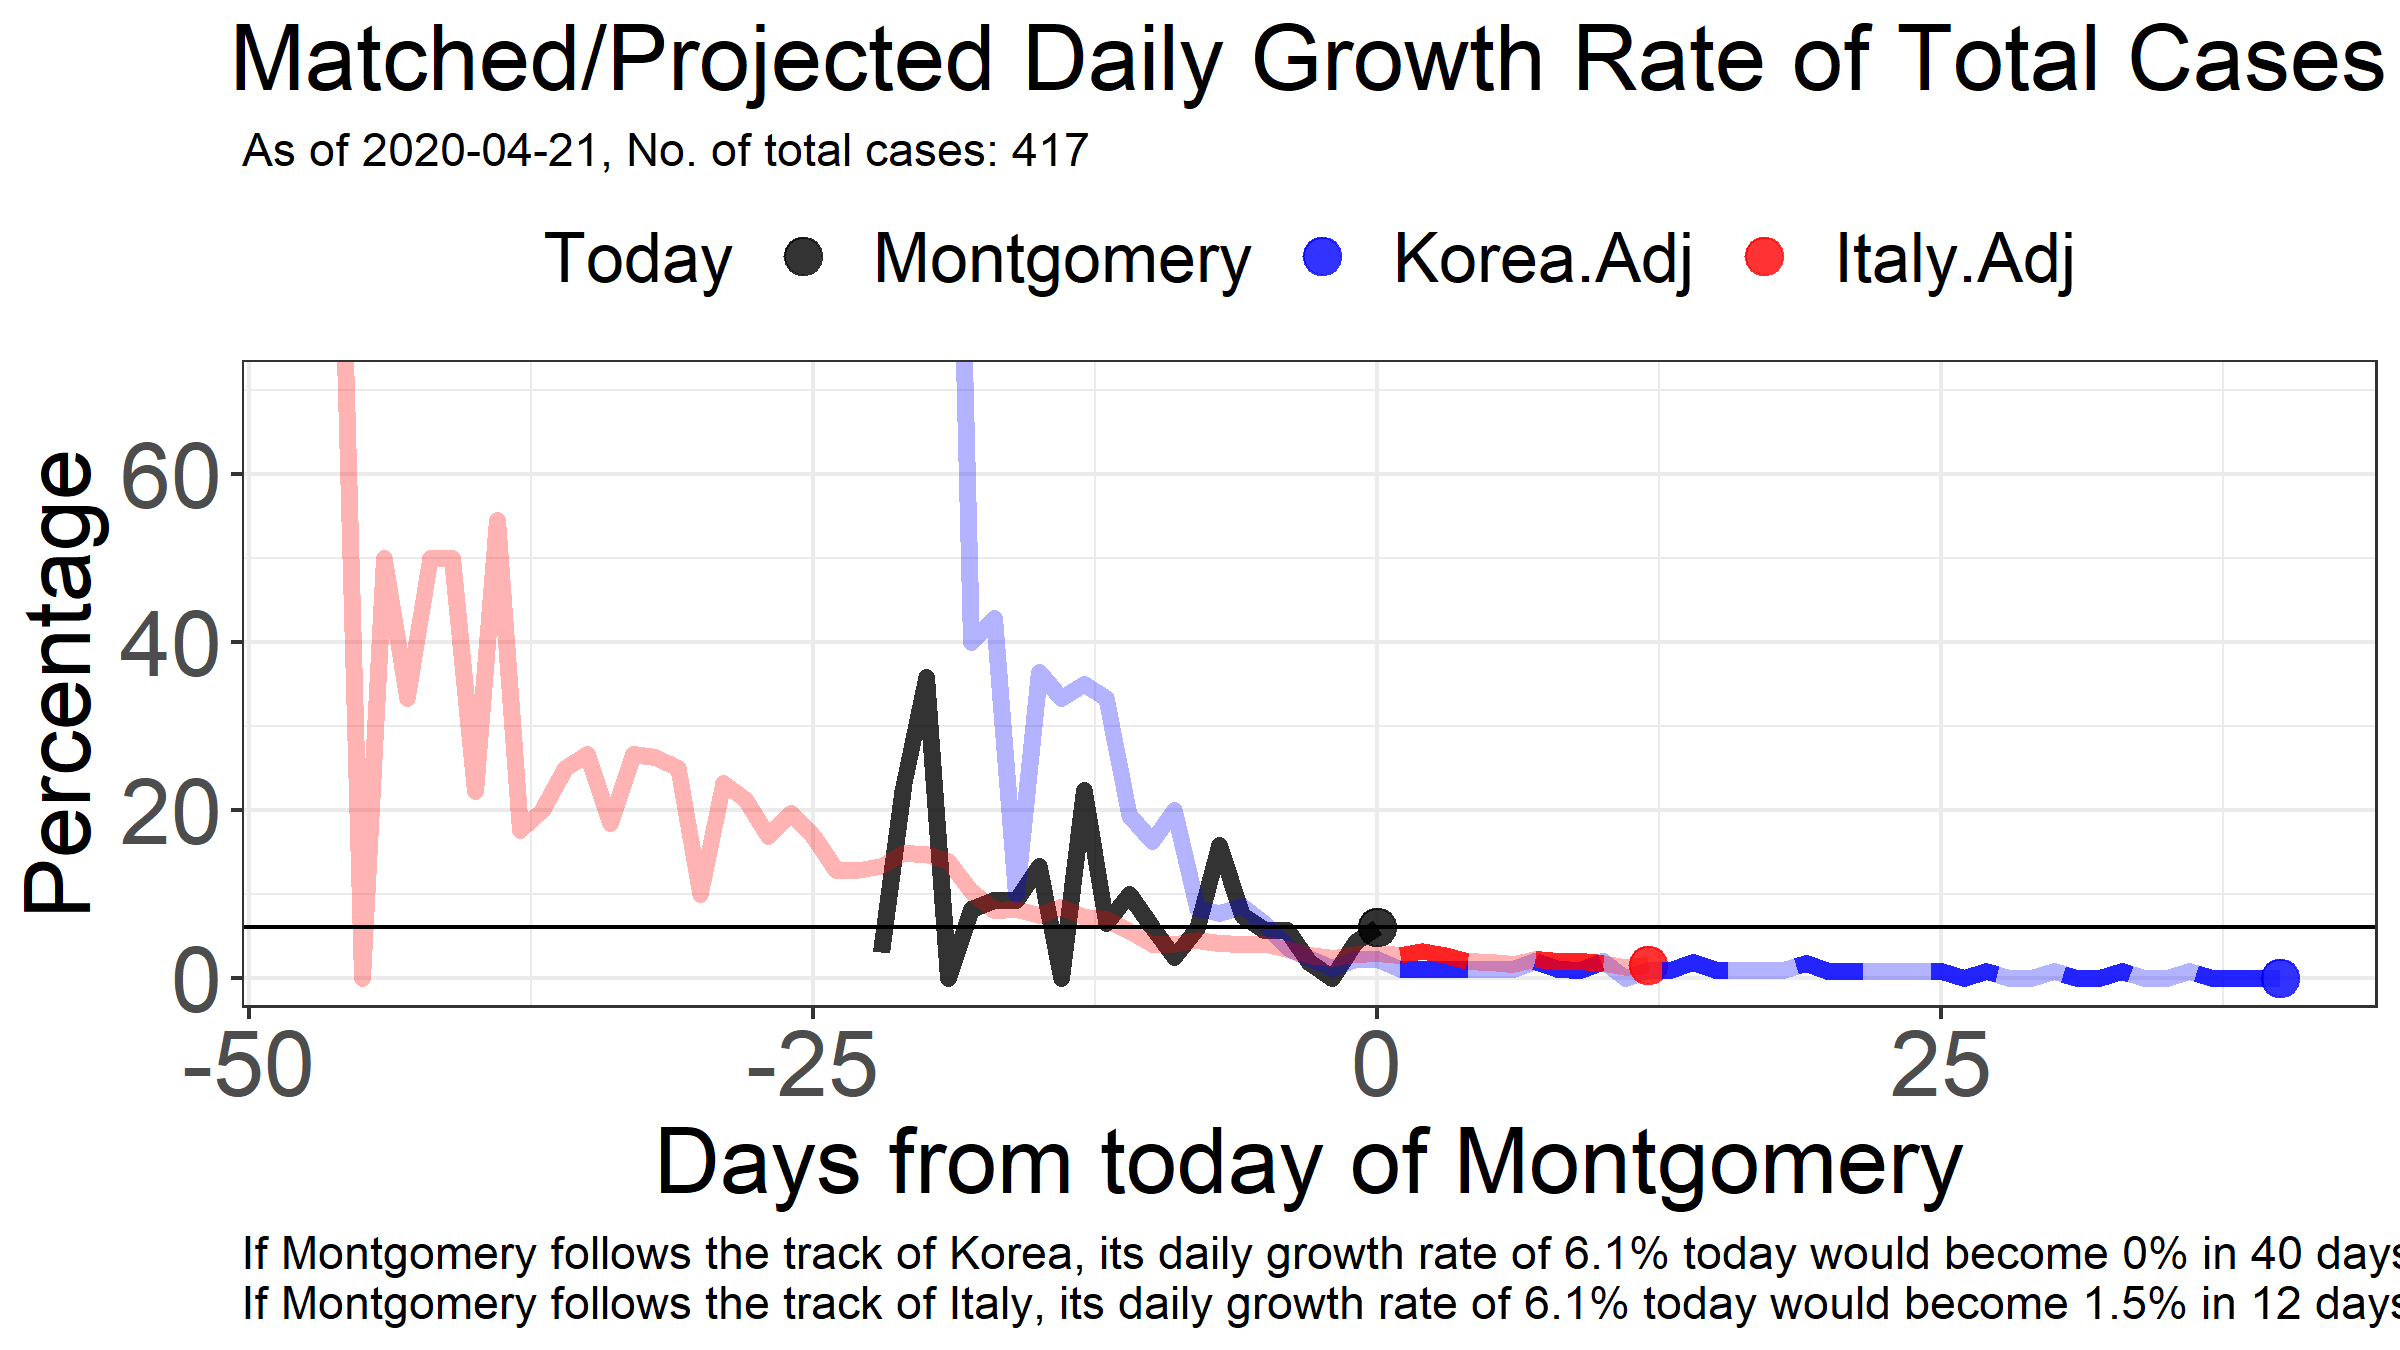 Matched/Projected Daily Growth Rate of Total Cases
As of 2020-04-21, No. of total cases: 417
Today Montgomery Korea.Adj Italy.Adj
Percentage
60
40
20
0
-50 -25 0 25
Days from today of Montgomery
If Montgomery follows the track of Korea, its daily growth rate of 6.1% today would become 0% in 40 days
If Montgomery follows the track of Italy, its daily growth rate of 6.1% today would become 1.5% in 12 days